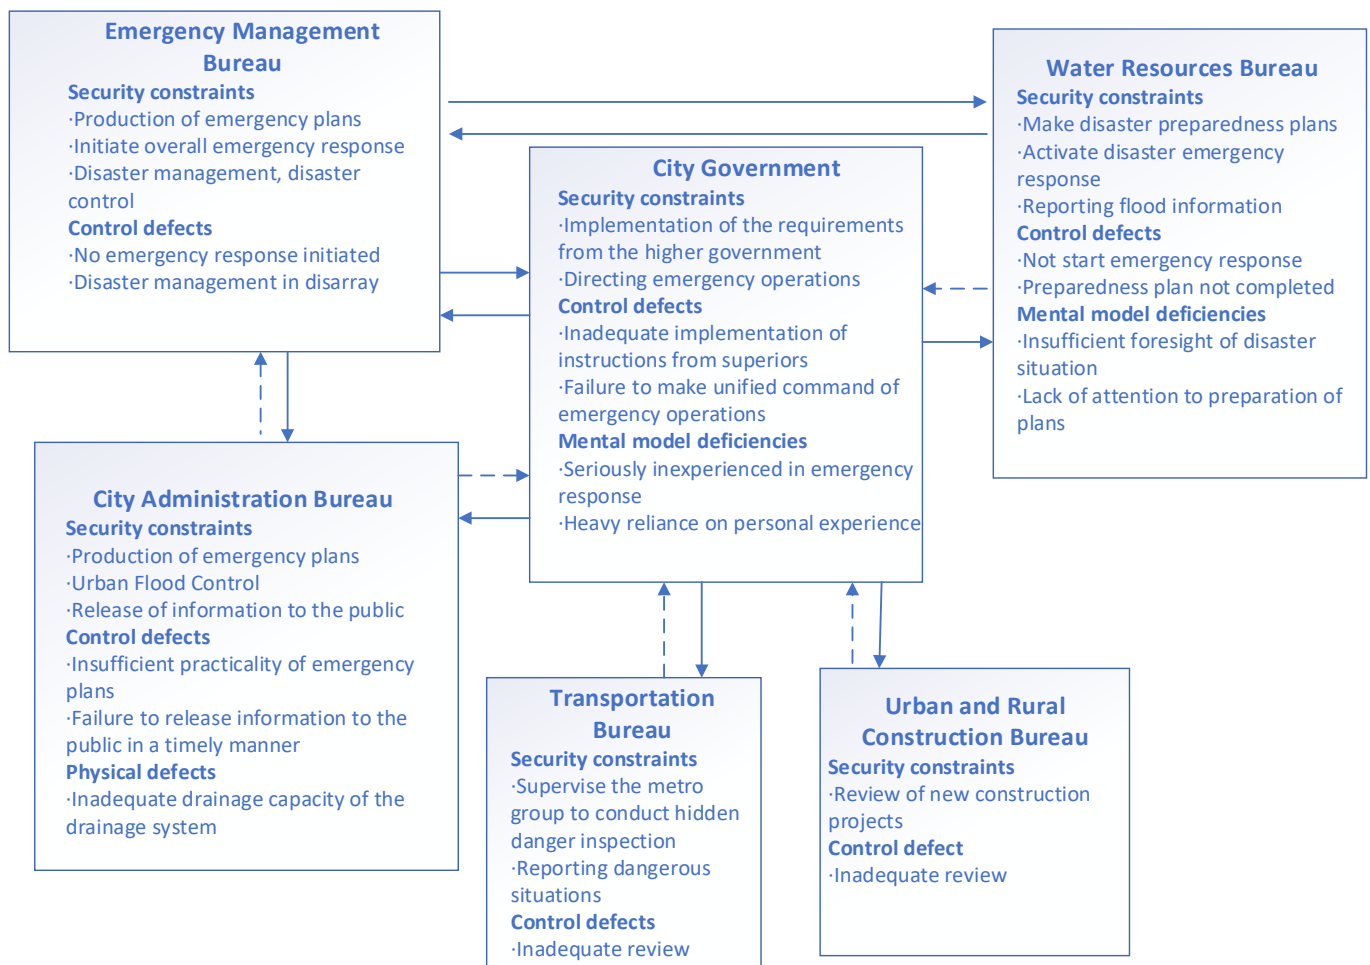 Emergency Management
Bureau
Security constraints
·Production of emergency plans
·Initiate overall emergency response
·Disaster management, disaster
control
Control defects
·No emergency response initiated
·Disaster management in disarray
Water Resources Bureau
Security constraints
·Make disaster preparedness plans
·Activate disaster emergency
response
·Reporting flood information
Control defects
·Not start emergency response
·Preparedness plan not completed
Mental model deficiencies
·Insufficient foresight of disaster
situation
·Lack of attention to preparation of
plans
City Government
Security constraints
·Implementation of the requirements
from the higher government
·Directing emergency operations
Control defects
·Inadequate implementation of
instructions from superiors
·Failure to make unified command of
emergency operations
Mental model deficiencies
·Seriously inexperienced in emergency
response
·Heavy reliance on personal experience
City Administration Bureau
Security constraints
·Production of emergency plans
·Urban Flood Control
·Release of information to the public
Control defects
·Insufficient practicality of emergency
plans
·Failure to release information to the
public in a timely manner
Physical defects
·Inadequate drainage capacity of the
drainage system
Transportation
Bureau
Security constraints
·Supervise the metro
group to conduct hidden
danger inspection
·Reporting dangerous
situations
Control defects
·Inadequate review
Urban and Rural
Construction Bureau
Security constraints
·Review of new construction
projects
Control defect
·Inadequate review